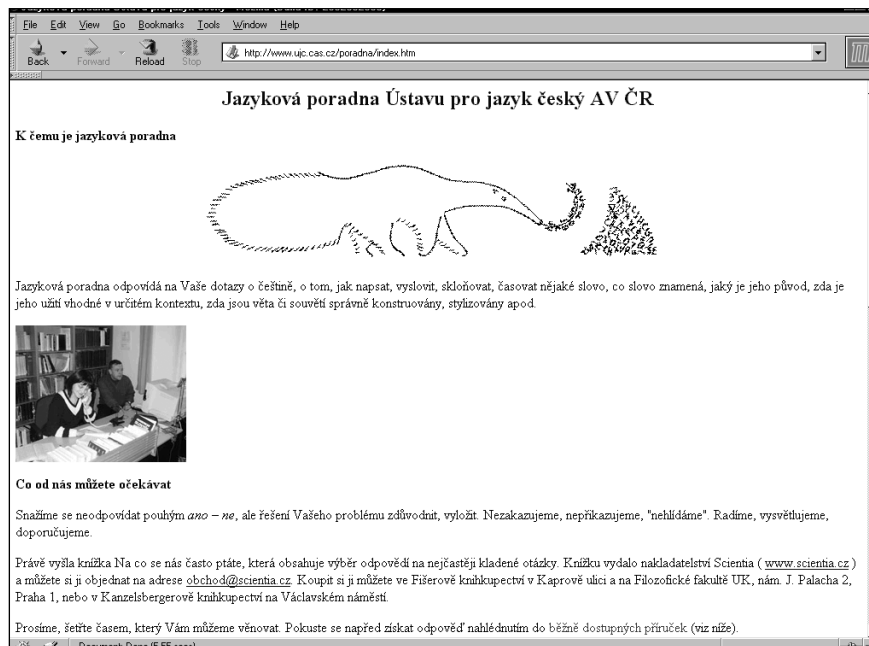 File Edit View Go Bookmarks Tools Window Help
Back Forward Reload Stop http://www.ujc.cas.cz/poradna/index.htm
Jazyková poradna Ústavu pro jazyk český AV ČR
K čemu je jazyková poradna
Jazyková poradna odpovídá na Vaše dotazy o češtině, o tom, jak napsat, vyslovit, skloňovat, časovat nějaké slovo, co slovo znamená, jaký je jeho původ, zda je
jeho užití vhodné v určitém kontextu, zda jsou věta či souvětí správně konstruovány, stylizovány apod.
Co od nás můžete očekávat
Snažíme se neodpovídat pouhým ano – ne, ale řešení Vašeho problému zdůvodnit, vyložit. Nezakazujeme, nepřikazujeme, "nehlídáme". Radíme, vysvětlujeme,
doporučujeme.
Právě vyšla knížka Na co se nás často ptáte, která obsahuje výběr odpovědí na nejčastěji kladené otázky. Knížku vydalo nakladatelství Scientia ( www.scientia.cz )
a můžete si ji objednat na adrese obchod@scientia.cz. Koupit si ji můžete ve Fišerově knihkupectví v Kaprově ulici a na Filozofické fakultě UK, nám. J. Palacha 2,
Praha 1, nebo v Kanzelsbergerově knihkupectví na Václavském náměstí.
Prosíme, šetřte časem, který Vám můžeme věnovat. Pokuste se napřed získat odpověď nahlédnutím do běžně dostupných příruček (viz níže).